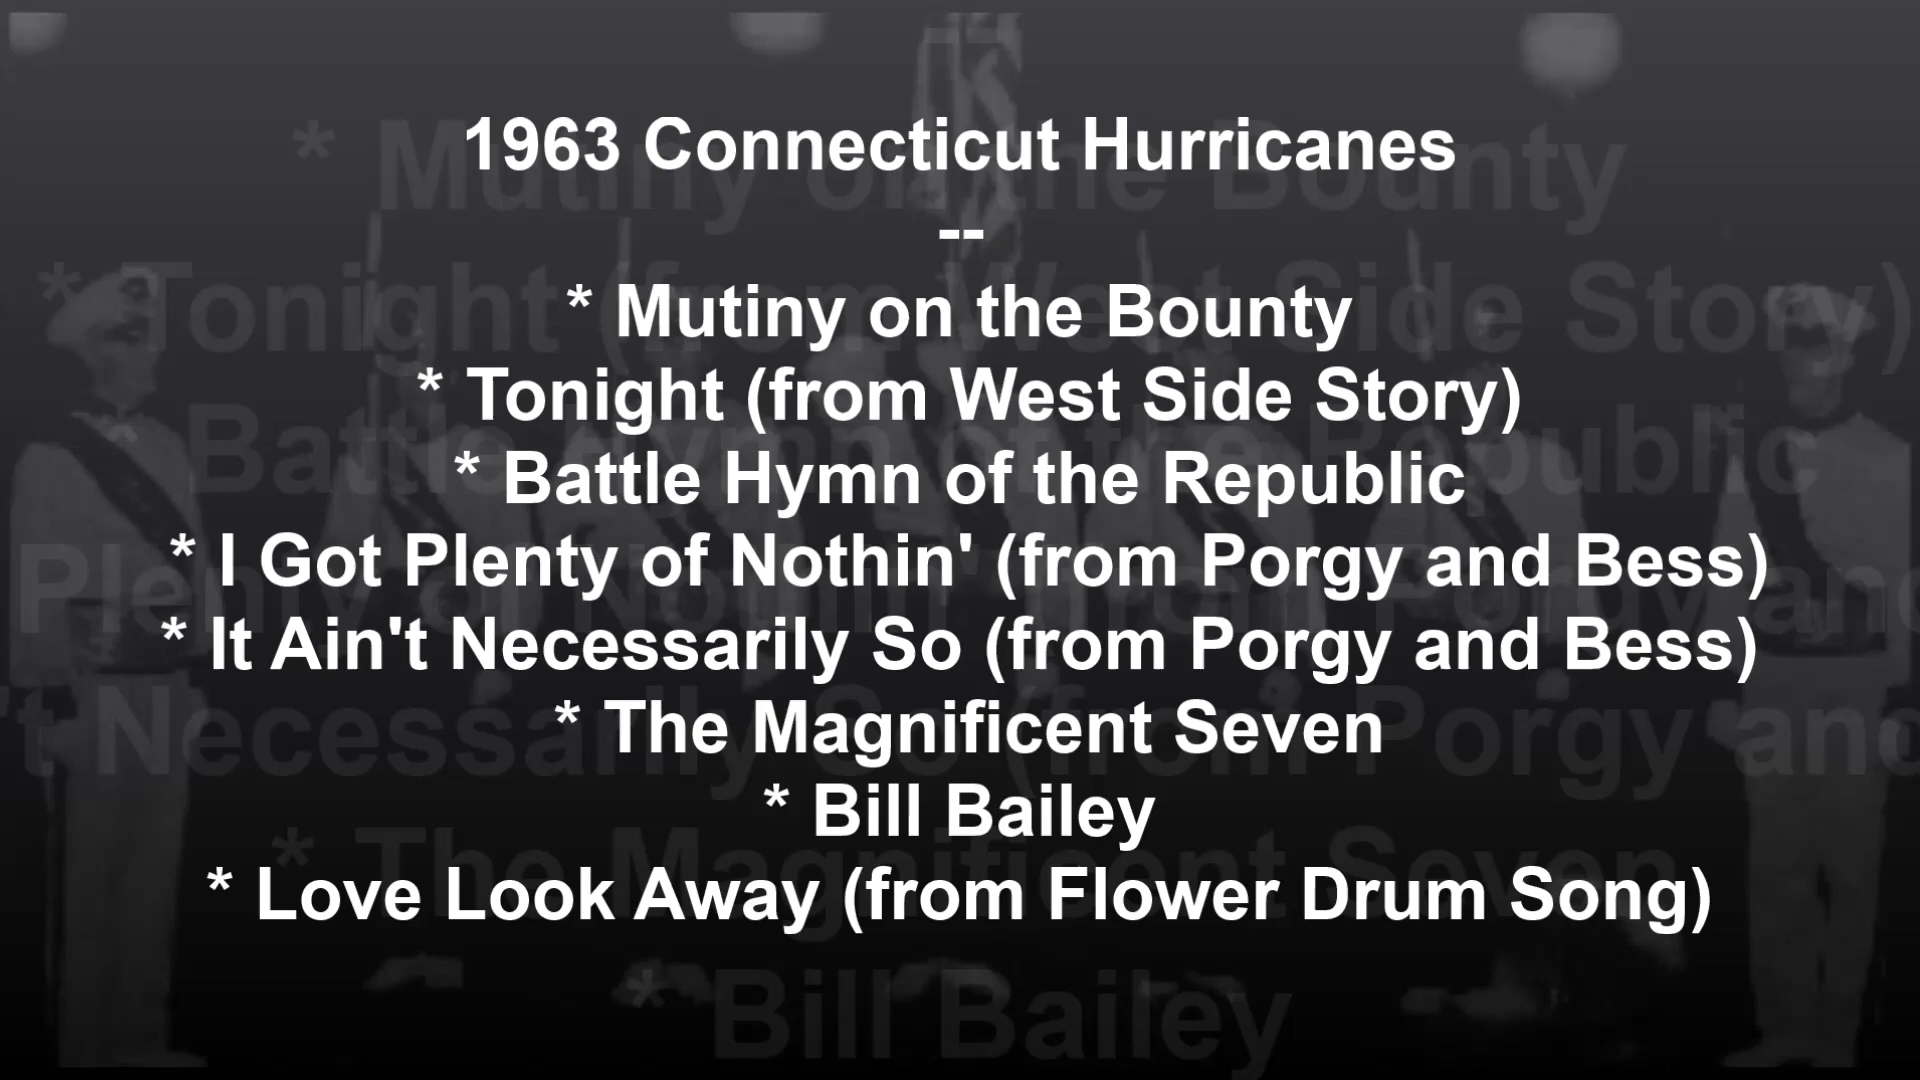 1963 Connecticut Hurricanes
--
* Mutiny on the Bounty
* Tonight (from West Side Story)
* Battle Hymn of the Republic
* I Got Plenty of Nothin' (from Porgy and Bess)
* It Ain't Necessarily So (from Porgy and Bess)
* The Magnificent Seven
* Bill Bailey
* Love Look Away (from Flower Drum Song)